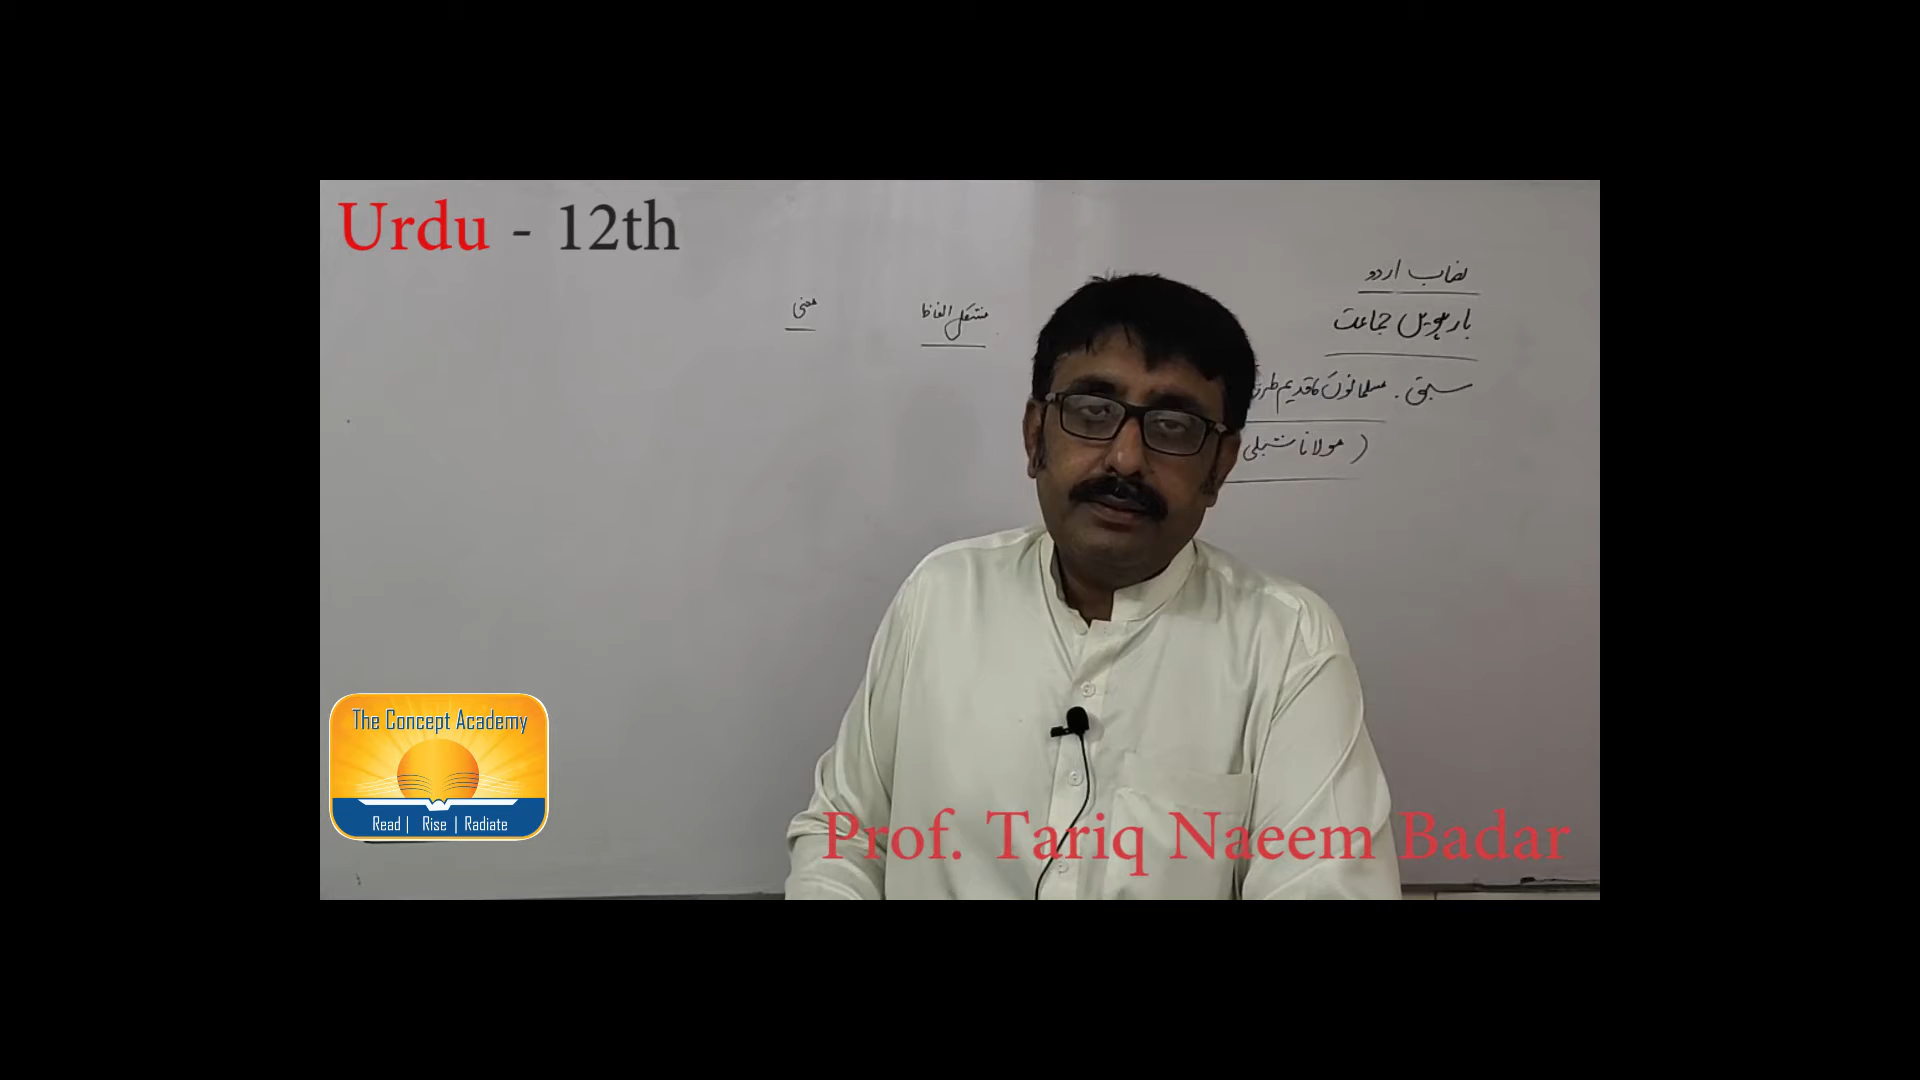 Urdu - 12th
نصاب اردو
بارہویں جماعت
مشکل الفاظ
معنی
سبق . مسلمانوں کا قدیم
( مولانا شبلی
The Concept Academy
Read | Rise | Radiate
Prof. Tariq Naeem Badar